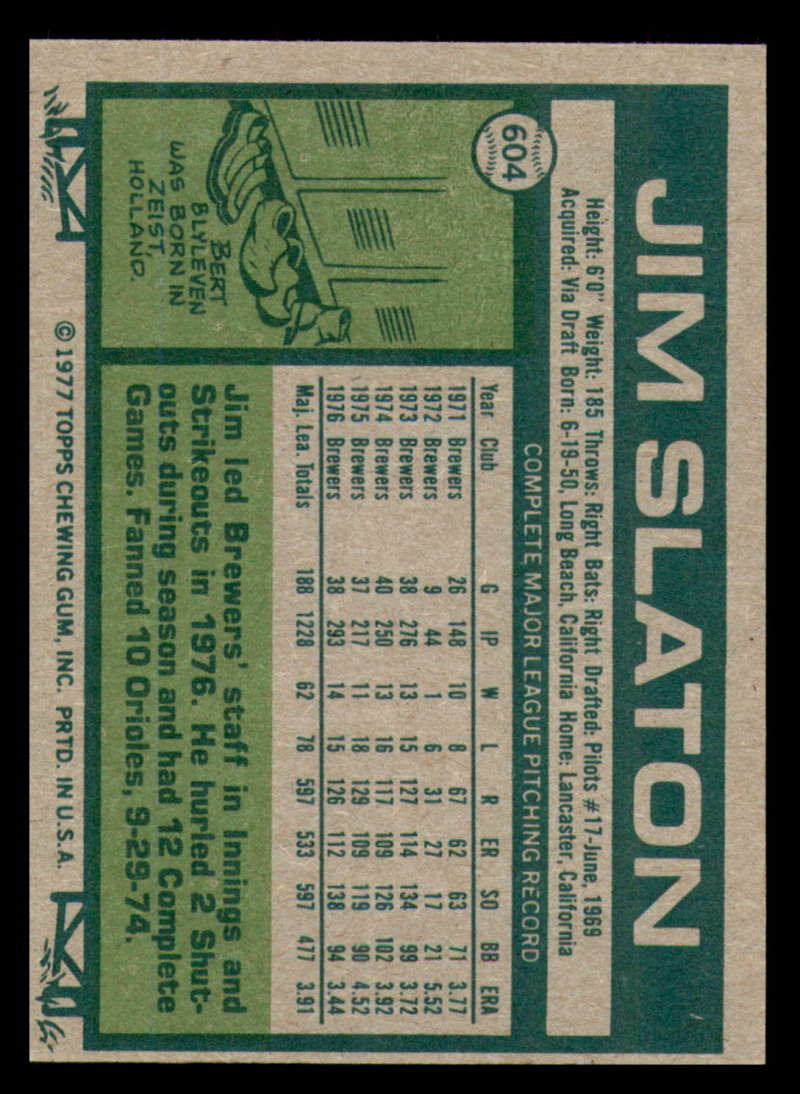 604
JIM SLATON
Height: 6'0" Weight: 185 Throws: Right Bats: Right Drafted: Pilots #17-June, 1969
Acquired: Via Draft Born: 6-19-50, Long Beach, California Home: Lancaster, California
COMPLETE MAJOR LEAGUE PITCHING RECORD
Year Club G IP W L R ER SO BB ERA
1971 Brewers 26 148 10 8 67 62 63 71 3.77
1972 Brewers 9 44 1 6 31 27 17 21 5.52
1973 Brewers 38 276 13 15 127 114 134 99 3.72
1974 Brewers 40 250 13 16 117 109 126 102 3.92
1975 Brewers 37 217 11 18 129 109 119 90 4.52
1976 Brewers 38 293 14 15 126 112 138 94 3.44
Maj. Lea. Totals 188 1228 62 78 597 533 597 477 3.91
BERT
BLYLEVEN
WAS BORN IN
ZEIST,
HOLLAND.
Jim led Brewers' staff in Innings and
Strikeouts in 1976. He hurled 2 Shut-
outs during season and had 12 Complete
Games. Fanned 10 Orioles, 9-29-74.
©1977 TOPPS CHEWING GUM, INC. PRTD. IN U.S.A.